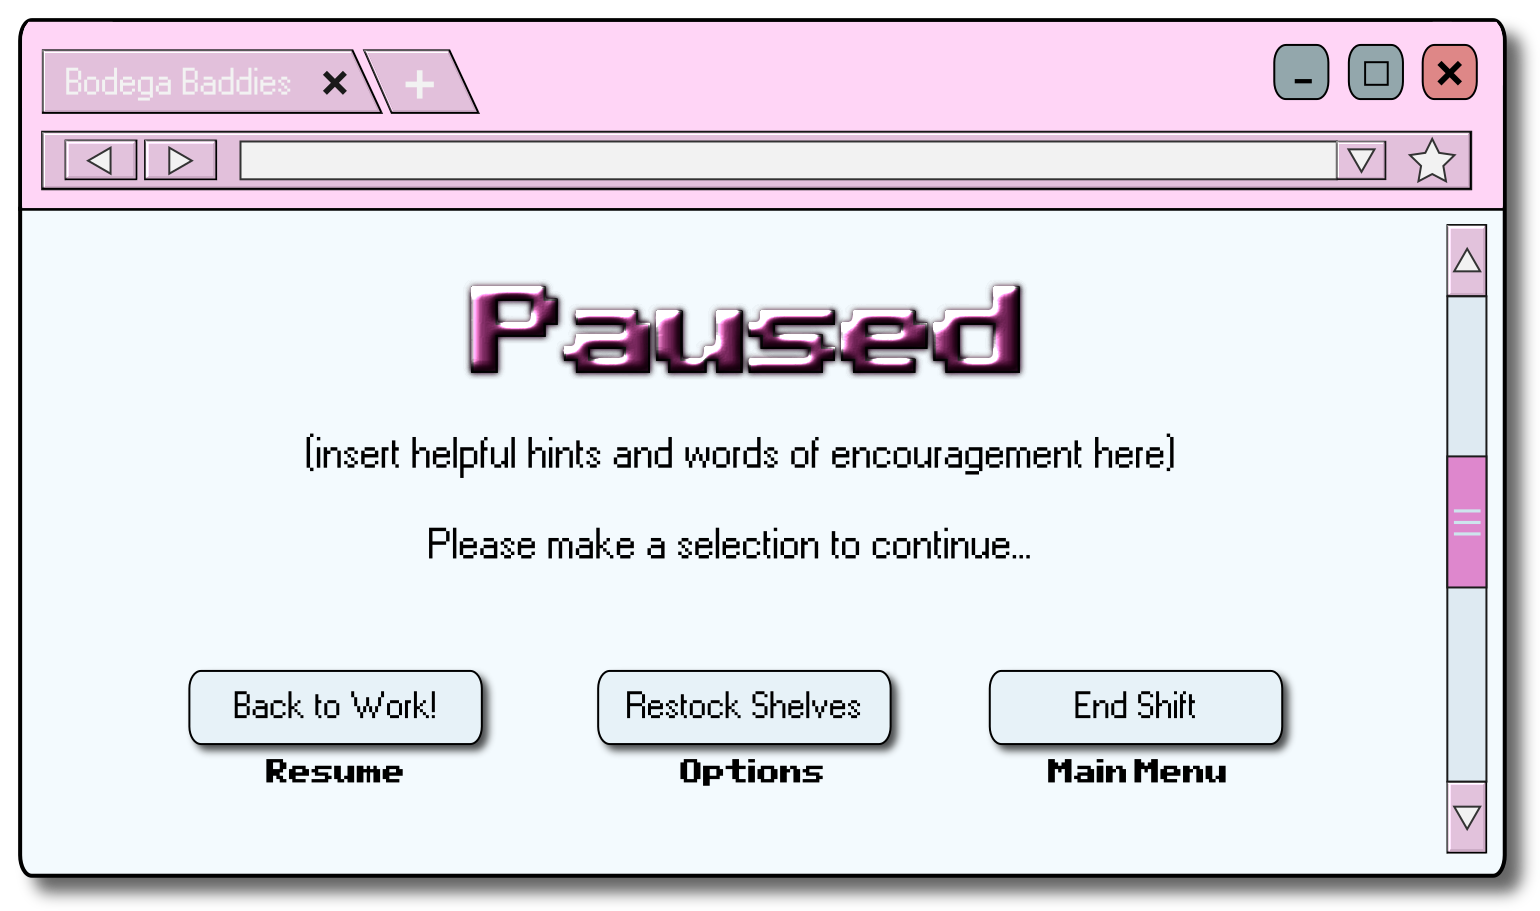 Bodega Baddies
Paused
(insert helpful hints and words of encouragement here)
Please make a selection to continue...
Back to Work!
Restock Shelves
End Shift
Resume
Options
Main Menu